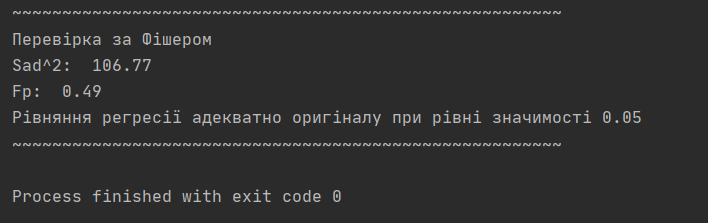 ~~~~~~~~~~~~~~~~~~~~~~~~~~~~~~~~~~~~~~~~~~~~~~~~~~~~~~~
Перевірка за Фішером
Sad^2:  106.77
Fp:  0.49
Рівняння регресії адекватно оригіналу при рівні значимості 0.05
~~~~~~~~~~~~~~~~~~~~~~~~~~~~~~~~~~~~~~~~~~~~~~~~~~~~~~~
Process finished with exit code 0